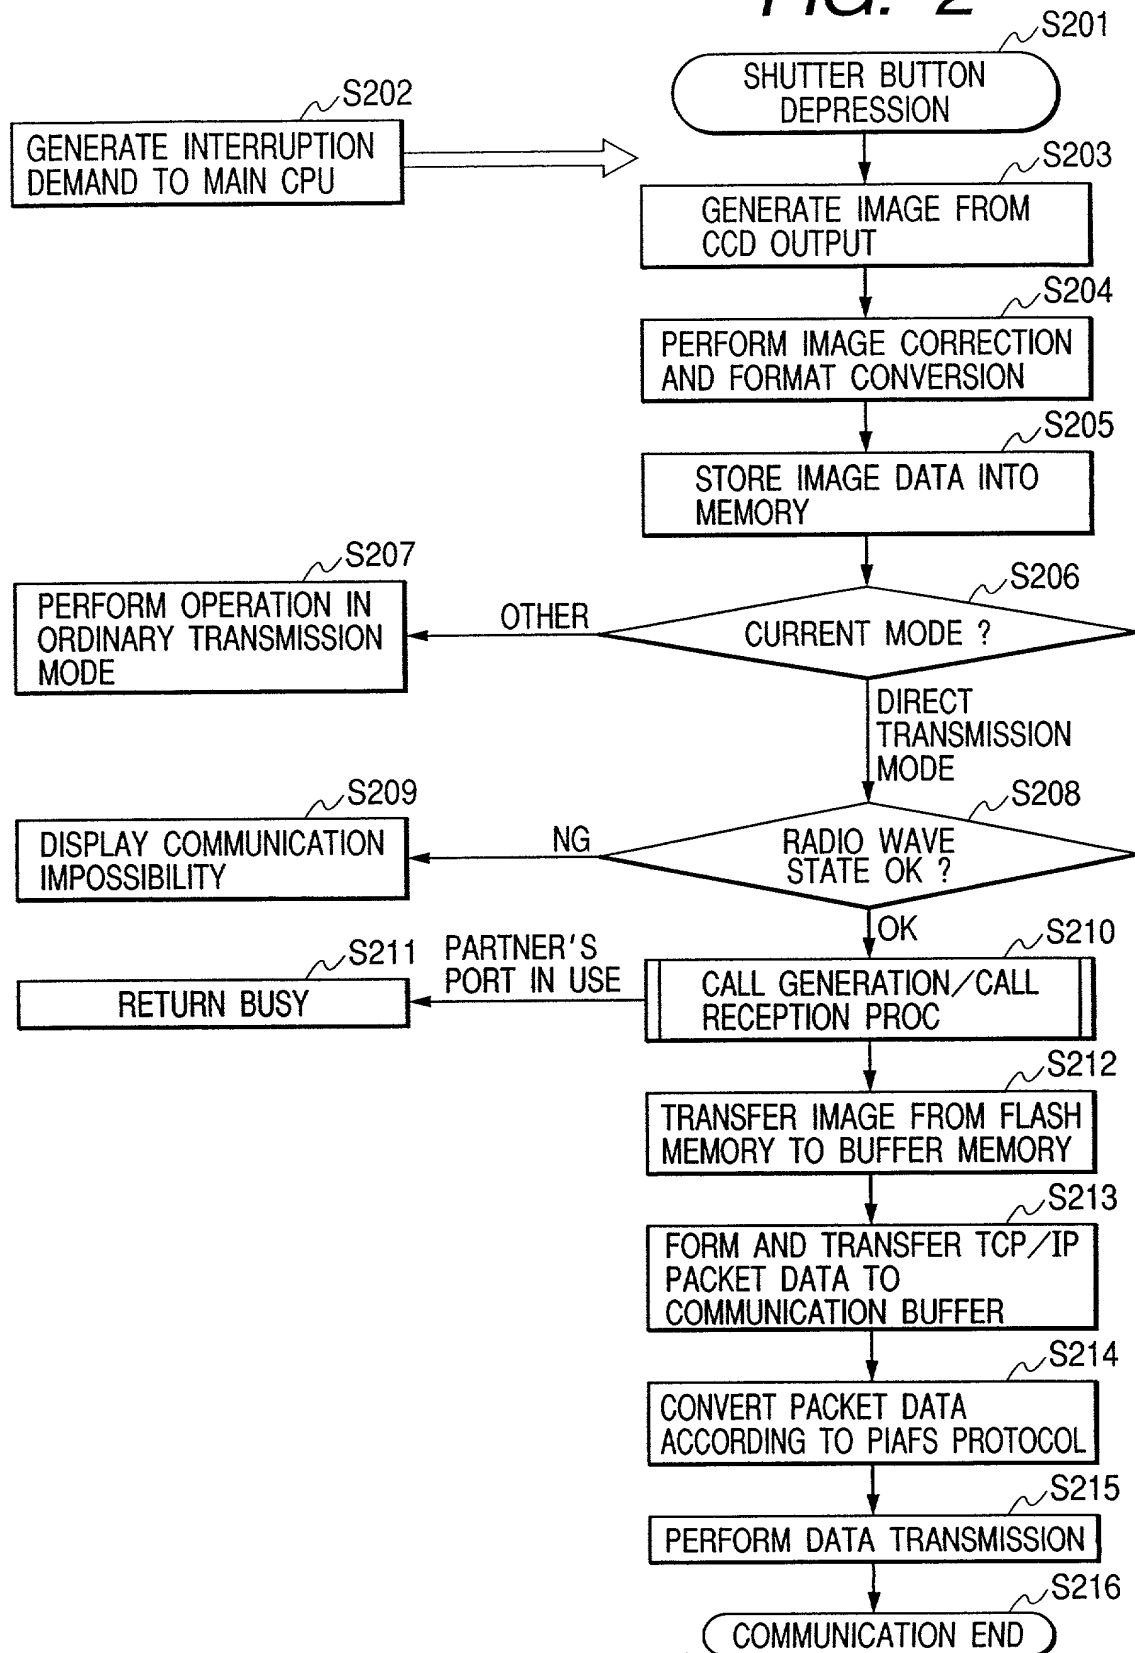 FIG. 2
S201
SHUTTER BUTTON
DEPRESSION
S202
GENERATE INTERRUPTION
DEMAND TO MAIN CPU
S203
GENERATE IMAGE FROM
CCD OUTPUT
S204
PERFORM IMAGE CORRECTION
AND FORMAT CONVERSION
S205
STORE IMAGE DATA INTO
MEMORY
S206
CURRENT MODE ?
OTHER
S207
PERFORM OPERATION IN
ORDINARY TRANSMISSION
MODE
DIRECT
TRANSMISSION
MODE
S208
RADIO WAVE
STATE OK ?
NG
S209
DISPLAY COMMUNICATION
IMPOSSIBILITY
OK
S210
CALL GENERATION/CALL
RECEPTION PROC
PARTNER'S
PORT IN USE
S211
RETURN BUSY
S212
TRANSFER IMAGE FROM FLASH
MEMORY TO BUFFER MEMORY
S213
FORM AND TRANSFER TCP/IP
PACKET DATA TO
COMMUNICATION BUFFER
S214
CONVERT PACKET DATA
ACCORDING TO PIAFS PROTOCOL
S215
PERFORM DATA TRANSMISSION
S216
COMMUNICATION END